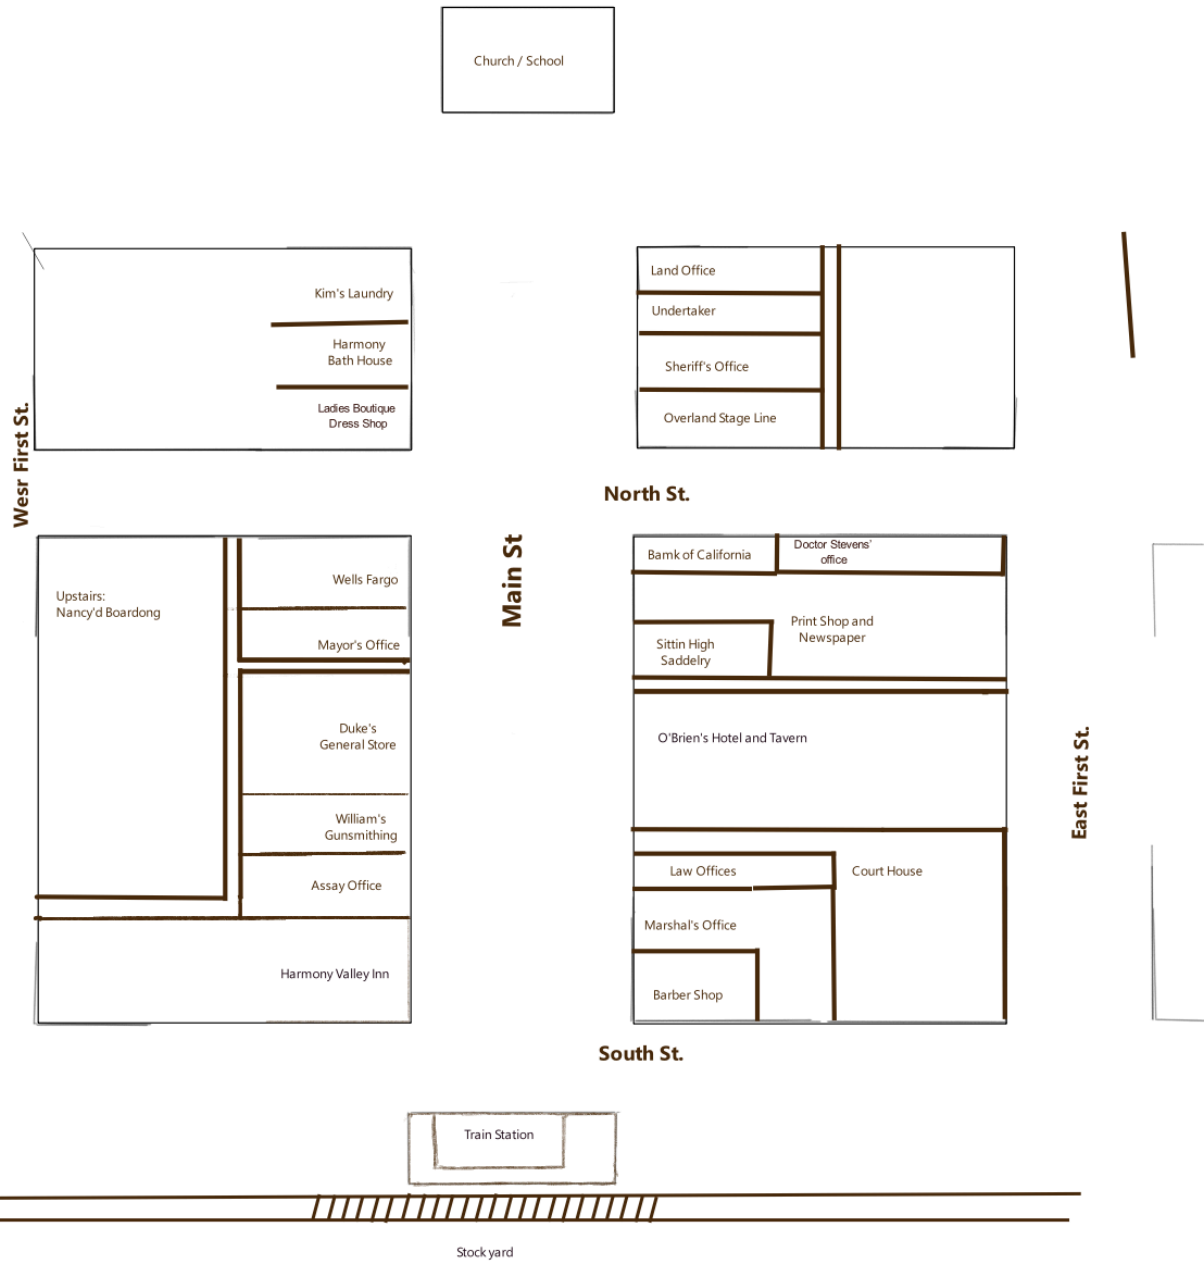 Church / School
Kim's Laundry
Harmony
Bath House
Ladies Boutique
Dress Shop
Land Office
Undertaker
Sheriff's Office
Overland Stage Line
Wesr First St.
North St.
Main St
Upstairs:
Nancy'd Boardong
Wells Fargo
Mayor's Office
Duke's
General Store
William's
Gunsmithing
Assay Office
Harmony Valley Inn
Bamk of California
Doctor Stevens'
office
Print Shop and
Newspaper
Sittin High
Saddelry
O'Brien's Hotel and Tavern
Law Offices
Court House
Marshal's Office
Barber Shop
East First St.
South St.
Train Station
Stock yard